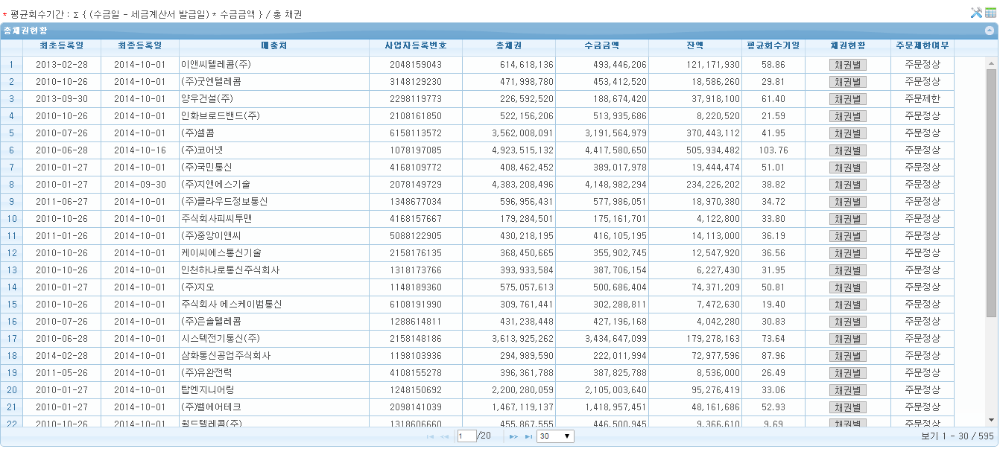 * 평균회수기간 : Σ { (수금일 - 세금계산서 발급일) * 수금금액 } / 총 채권
총채권현황
최초등록일 최종등록일 매출처 사업자등록번호 총채권 수금금액 잔액 평균회수기일 채권현황 주문제한여부
1 2013-02-28 2014-10-01 이앤씨텔레콤(주) 2048159043 614,618,136 493,446,206 121,171,930 58.86 채권별 주문정상
2 2010-10-26 2014-10-01 (주)굿엔텔레콤 3148129230 471,998,780 453,412,520 18,586,260 29.81 채권별 주문정상
3 2013-09-30 2014-10-01 양우건설(주) 2298119773 226,592,520 188,674,420 37,918,100 61.40 채권별 주문제한
4 2010-10-26 2014-10-01 인화브로드밴드(주) 2108161850 522,156,206 513,935,686 8,220,520 21.59 채권별 주문정상
5 2010-07-26 2014-10-01 (주)셀콤 6158113572 3,562,008,091 3,191,564,979 370,443,112 41.95 채권별 주문정상
6 2010-06-28 2014-10-16 (주)코어넷 1078197085 4,923,515,132 4,417,580,650 505,934,482 103.76 채권별 주문정상
7 2010-01-27 2014-10-01 (주)국민통신 4168109772 408,462,452 389,017,978 19,444,474 51.01 채권별 주문정상
8 2010-01-27 2014-09-30 (주)지앤에스기술 2078149729 4,383,208,496 4,148,982,294 234,226,202 38.82 채권별 주문정상
9 2011-06-27 2014-10-01 (주)클라우드정보통신 1348677034 596,956,431 577,986,051 18,970,380 34.72 채권별 주문정상
10 2010-10-26 2014-10-01 주식회사피씨투맨 4168157667 179,284,501 175,161,701 4,122,800 33.80 채권별 주문정상
11 2011-01-26 2014-10-01 (주)중앙이앤씨 5088122905 430,218,195 416,105,195 14,113,000 36.19 채권별 주문정상
12 2010-10-26 2014-10-01 케이씨에스통신기술 2158176135 368,450,665 355,902,745 12,547,920 36.56 채권별 주문정상
13 2010-10-26 2014-10-01 인천하나로통신주식회사 1318173766 393,933,584 387,706,154 6,227,430 31.95 채권별 주문정상
14 2010-01-27 2014-10-01 (주)지오 1148189360 575,057,613 500,686,404 74,371,209 50.81 채권별 주문정상
15 2010-10-26 2014-10-01 주식회사 에스케이범통신 6108191990 309,761,441 302,288,811 7,472,630 19.40 채권별 주문정상
16 2010-07-26 2014-10-01 (주)은솔텔레콤 1288614811 431,238,448 427,196,168 4,042,280 30.83 채권별 주문정상
17 2010-06-28 2014-10-01 시스텍전기통신(주) 2158148186 3,613,925,262 3,434,647,099 179,278,163 73.64 채권별 주문정상
18 2014-02-28 2014-10-01 삼화통신공업주식회사 1198103936 294,989,590 222,011,994 72,977,596 87.96 채권별 주문정상
19 2011-05-26 2014-10-01 (주)유완전력 4108155278 396,361,788 387,825,788 8,536,000 26.49 채권별 주문정상
20 2010-01-27 2014-10-01 탑엔지니어링 1248150692 2,200,280,059 2,105,003,640 95,276,419 33.06 채권별 주문정상
21 2010-01-27 2014-10-01 (주)벨에어테크 2098141039 1,467,119,137 1,418,957,451 48,161,686 52.93 채권별 주문정상
22 2010-10-26 2014-10-01 월드텔레콤(주) 1318606660 455,867,555 446,500,945 9,366,610 9.69 채권별 주문정상
1 /20 30 보기 1 - 30 / 595